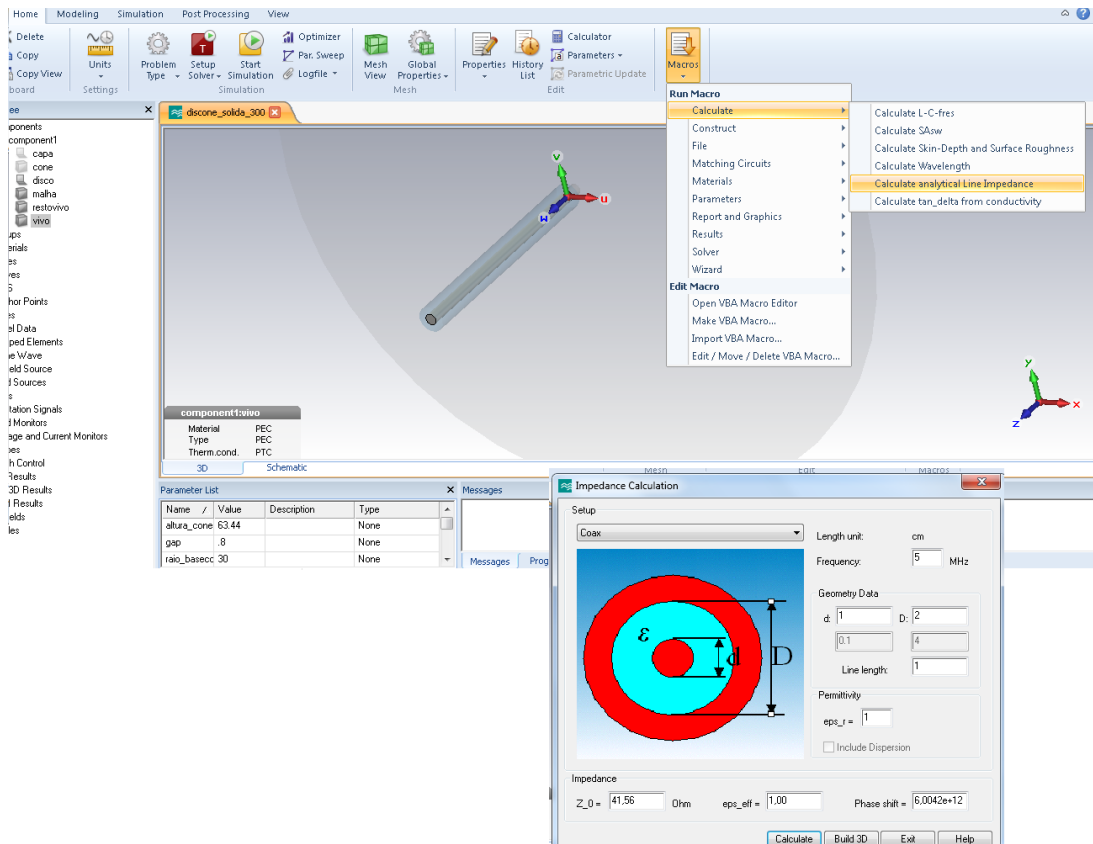 Home Modeling Simulation Post Processing View
Delete
Copy
Copy View
Units
Problem Type
Setup Solver
Start Simulation
Optimizer
Par. Sweep
Logfile
Mesh View
Global Properties
Properties
History List
Calculator
Parameters
Parametric Update
Macros
Settings
Simulation
Mesh
Edit
Run Macro
Calculate
Construct
File
Matching Circuits
Materials
Parameters
Report and Graphics
Results
Solver
Wizard
Edit Macro
Open VBA Macro Editor
Make VBA Macro...
Import VBA Macro...
Edit / Move / Delete VBA Macro...
Calculate L-C-fres
Calculate SAsw
Calculate Skin-Depth and Surface Roughness
Calculate Wavelength
Calculate analytical Line Impedance
Calculate tan_delta from conductivity
discone_solida_300
component1
capa
cone
disco
malha
restovivo
vivo
v
u
w
y
x
z
component1:vivo
Material PEC
Type PEC
Therm.cond. PTC
3D Schematic
Parameter List
Name / Value Description Type
altura_cone 63.44 None
gap .8 None
raio_basecc 30 None
Messages
Messages Prog
Mesh Edit Macros
Impedance Calculation
Setup
Coax
Length unit: cm
Frequency: 5 MHz
Geometry Data
d: 1 D: 2
0.1 4
Line length: 1
Permittivity
eps_r = 1
Include Dispersion
ε d D
Impedance
Z_0 = 41,56 Ohm eps_eff = 1,00 Phase shift = 6,0042e+12
Calculate Build 3D Exit Help